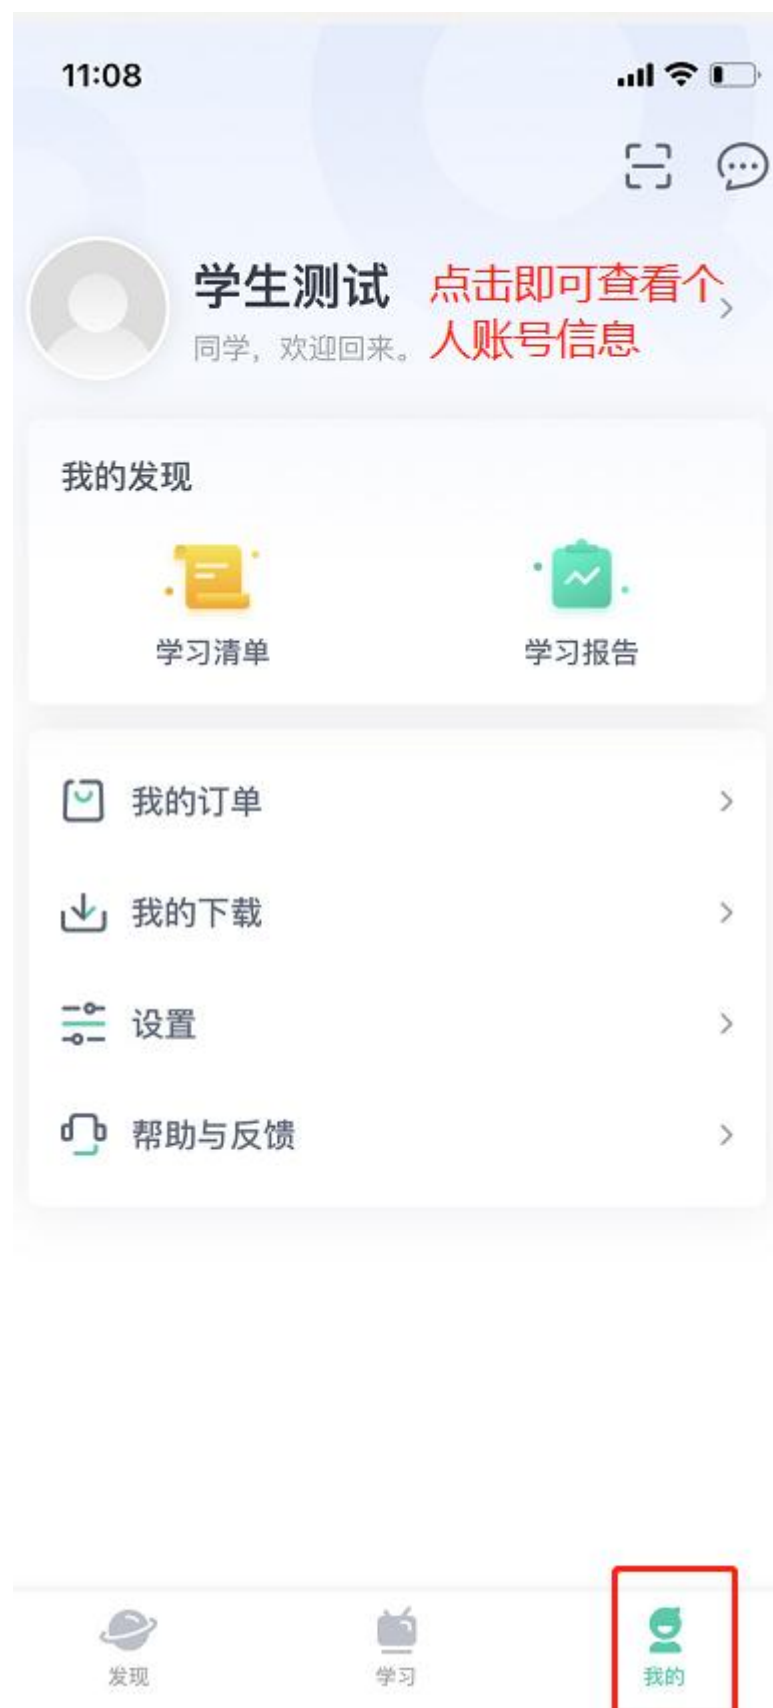 11:08
学生测试
点击即可查看个
人账号信息
同学，欢迎回来。
我的发现
学习清单
学习报告
我的订单
我的下载
设置
帮助与反馈
发现
学习
我的